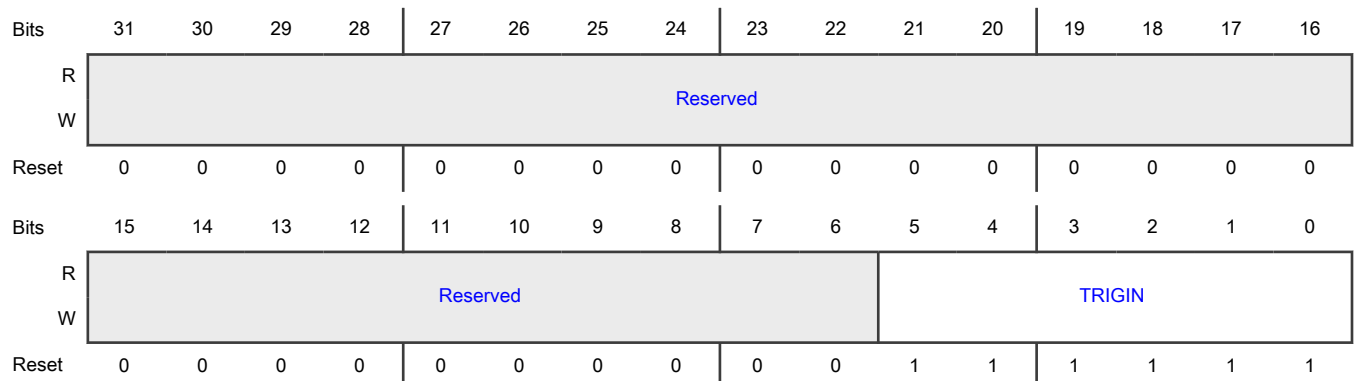 Bits 31 30 29 28 27 26 25 24 23 22 21 20 19 18 17 16
R
Reserved
W
Reset 0 0 0 0 0 0 0 0 0 0 0 0 0 0 0 0
Bits 15 14 13 12 11 10 9 8 7 6 5 4 3 2 1 0
R
Reserved TRIGIN
W
Reset 0 0 0 0 0 0 0 0 0 0 1 1 1 1 1 1